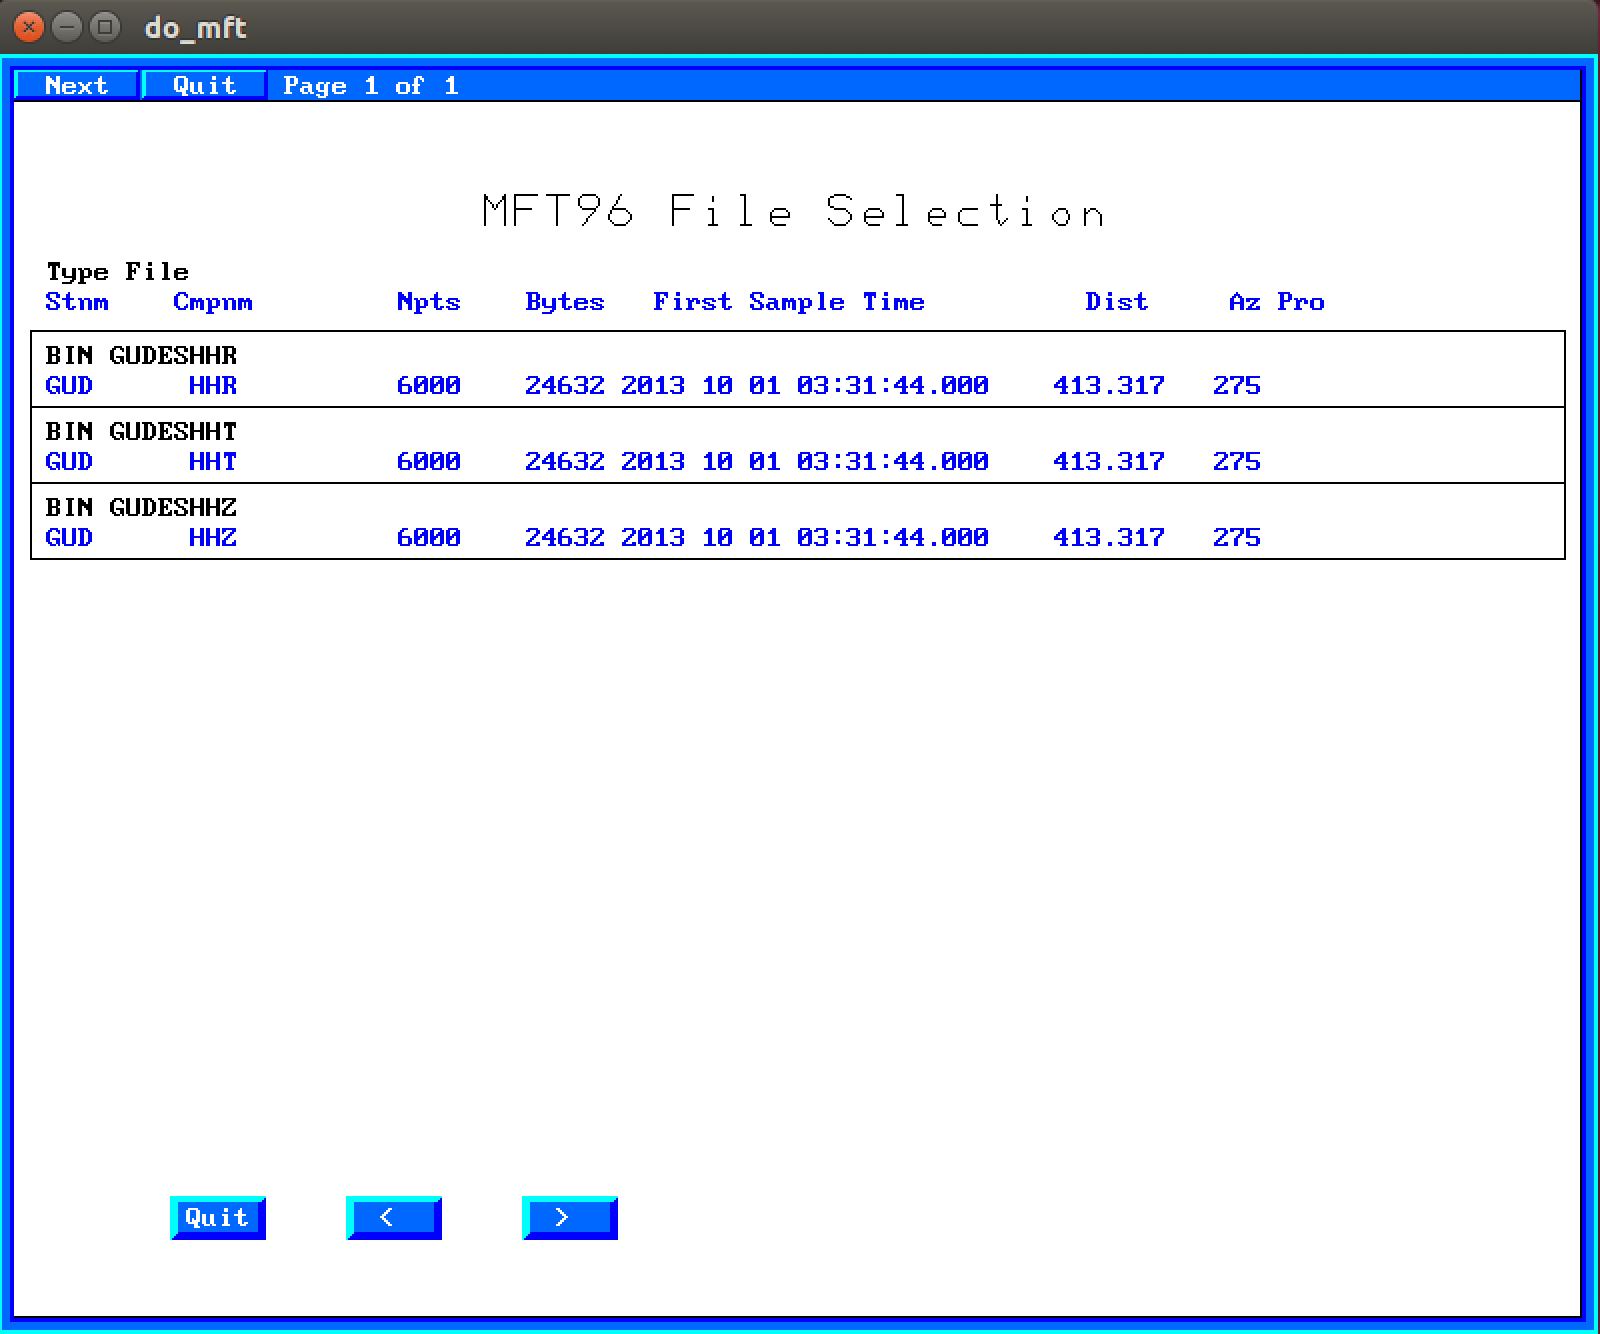 do_mft
Next Quit Page 1 of 1
MFT96 File Selection
Type File
Stnm Cmpnm Npts Bytes First Sample Time Dist Az Pro
BIN GUDESHHR
GUD HHR 6000 24632 2013 10 01 03:31:44.000 413.317 275
BIN GUDESHHT
GUD HHT 6000 24632 2013 10 01 03:31:44.000 413.317 275
BIN GUDESHHZ
GUD HHZ 6000 24632 2013 10 01 03:31:44.000 413.317 275
Quit < >